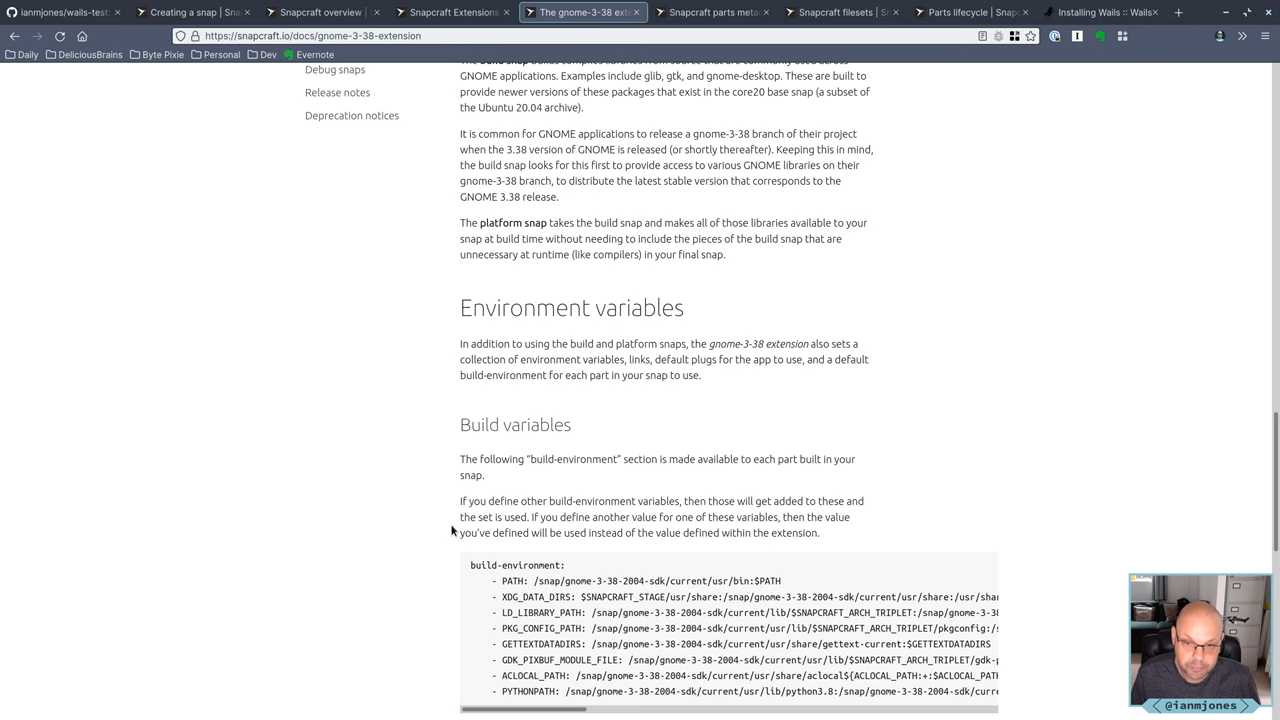 ianmjones/wails-test:
Creating a snap | Sna
Snapcraft overview |
Snapcraft Extensions
The gnome-3-38 exte
Snapcraft parts metad
Snapcraft filesets | Sn
Parts lifecycle | Snapc
Installing Wails :: Wails
https://snapcraft.io/docs/gnome-3-38-extension
Daily
DeliciousBrains
Byte Pixie
Personal
Dev
Evernote
Debug snaps
Release notes
Deprecation notices
GNOME applications. Examples include glib, gtk, and gnome-desktop. These are built to
provide newer versions of these packages that exist in the core20 base snap (a subset of
the Ubuntu 20.04 archive).
It is common for GNOME applications to release a gnome-3-38 branch of their project
when the 3.38 version of GNOME is released (or shortly thereafter). Keeping this in mind,
the build snap looks for this first to provide access to various GNOME libraries on their
gnome-3-38 branch, to distribute the latest stable version that corresponds to the
GNOME 3.38 release.
The platform snap takes the build snap and makes all of those libraries available to your
snap at build time without needing to include the pieces of the build snap that are
unnecessary at runtime (like compilers) in your final snap.
Environment variables
In addition to using the build and platform snaps, the gnome-3-38 extension also sets a
collection of environment variables, links, default plugs for the app to use, and a default
build-environment for each part in your snap to use.
Build variables
The following “build-environment” section is made available to each part built in your
snap.
If you define other build-environment variables, then those will get added to these and
the set is used. If you define another value for one of these variables, then the value
you’ve defined will be used instead of the value defined within the extension.
build-environment:
- PATH: /snap/gnome-3-38-2004-sdk/current/usr/bin:$PATH
- XDG_DATA_DIRS: $SNAPCRAFT_STAGE/usr/share:/snap/gnome-3-38-2004-sdk/current/usr/share:/usr/shar
- LD_LIBRARY_PATH: /snap/gnome-3-38-2004-sdk/current/lib/$SNAPCRAFT_ARCH_TRIPLET:/snap/gnome-3-38
- PKG_CONFIG_PATH: /snap/gnome-3-38-2004-sdk/current/usr/lib/$SNAPCRAFT_ARCH_TRIPLET/pkgconfig:/s
- GETTEXTDATADIRS: /snap/gnome-3-38-2004-sdk/current/usr/share/gettext-current:$GETTEXTDATADIRS
- GDK_PIXBUF_MODULE_FILE: /snap/gnome-3-38-2004-sdk/current/usr/lib/$SNAPCRAFT_ARCH_TRIPLET/gdk-p
- ACLOCAL_PATH: /snap/gnome-3-38-2004-sdk/current/usr/share/aclocal${ACLOCAL_PATH:+:$ACLOCAL_PATH
- PYTHONPATH: /snap/gnome-3-38-2004-sdk/current/usr/lib/python3.8:/snap/gnome-3-38-2004-sdk/curre
@ianmjones